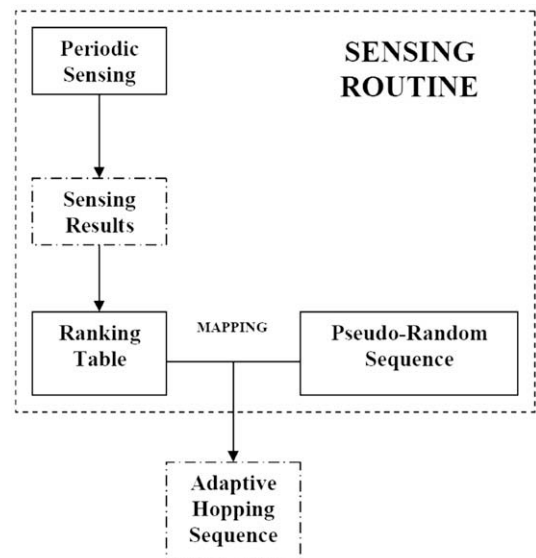 Periodic
Sensing
SENSING
ROUTINE
Sensing
Results
Ranking
Table
MAPPING
Pseudo-Random
Sequence
Adaptive
Hopping
Sequence